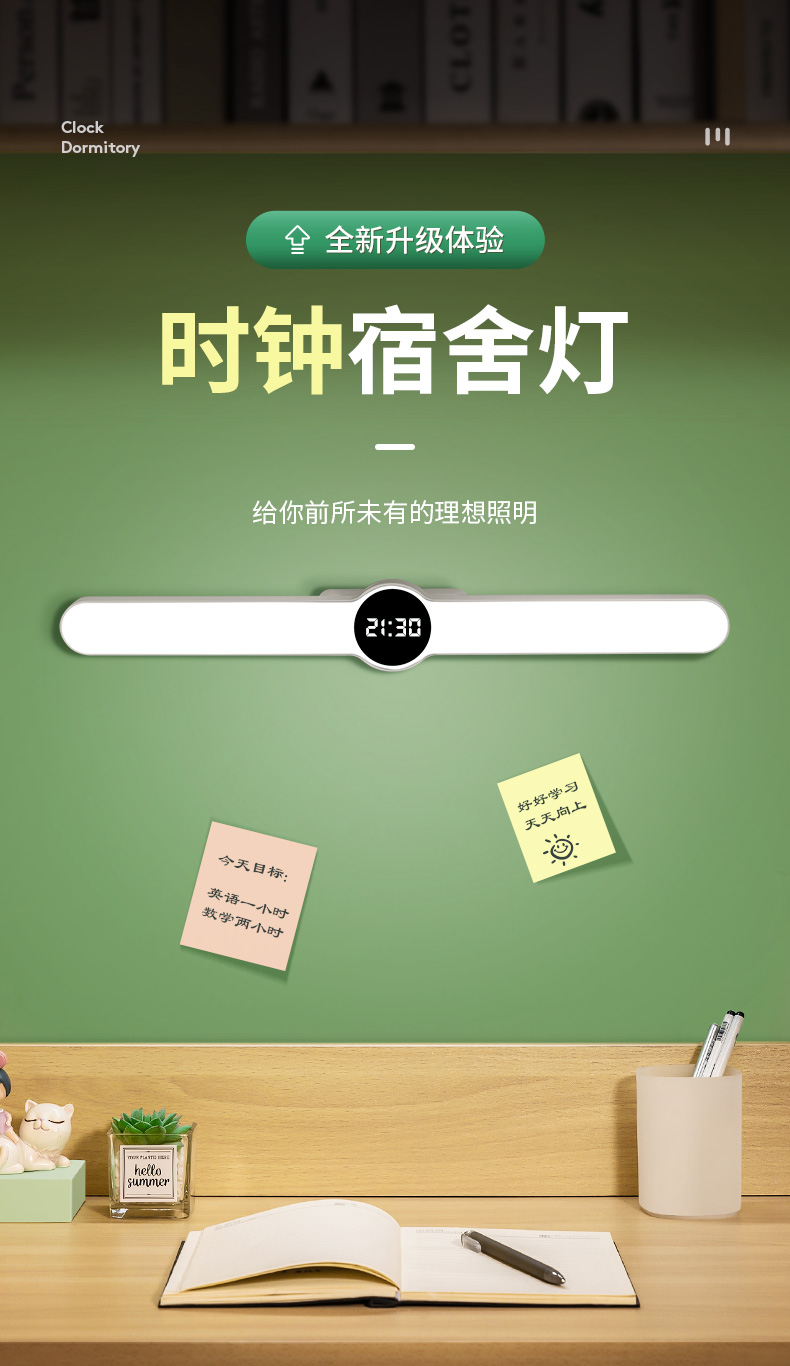 CLOT
Clock
Dormitory
全新升级体验
时钟宿舍灯
给你前所未有的理想照明
21:30
好好学习
天天向上
今天目标:
英语一小时
数学两小时
hello
summer